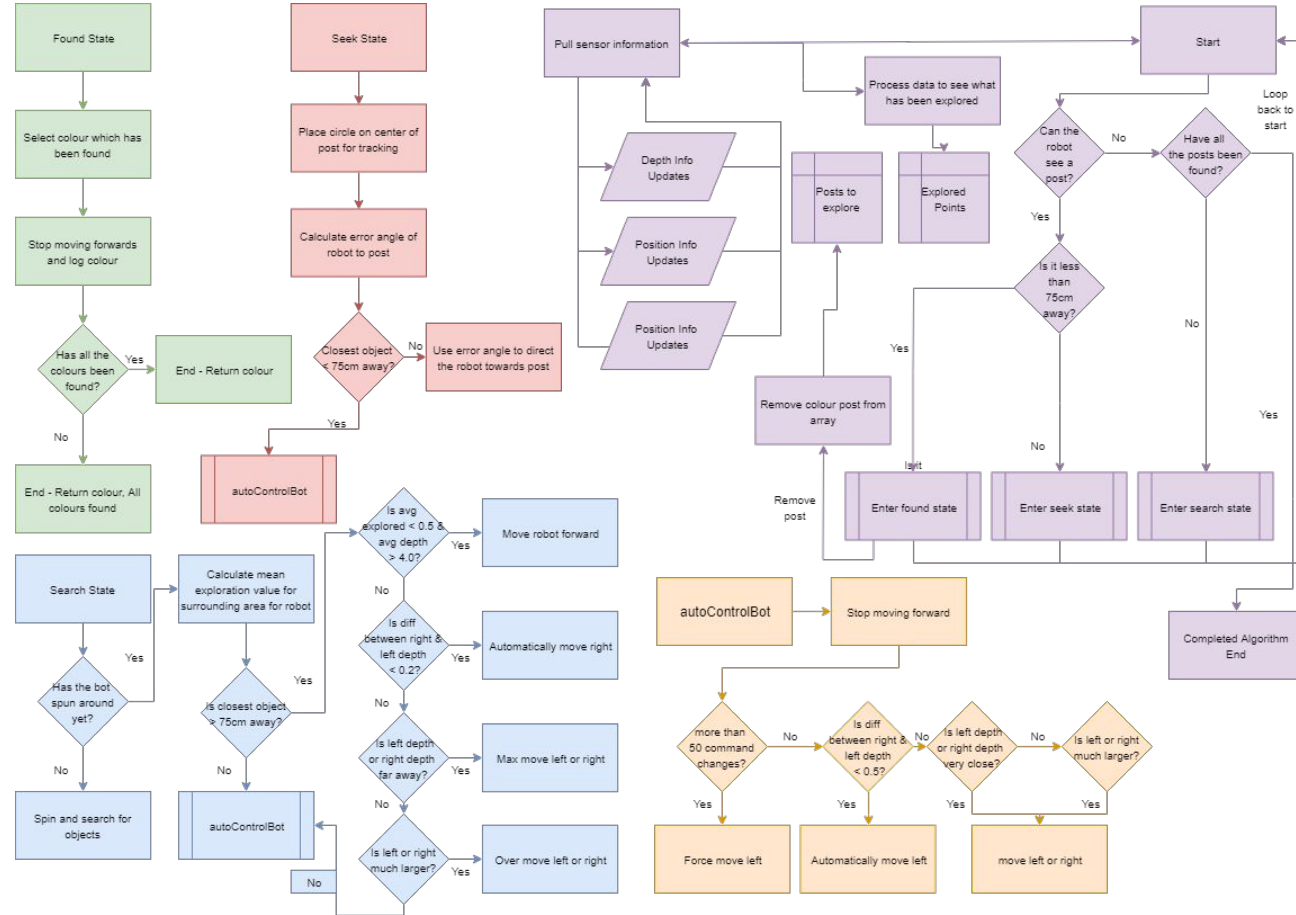 Found State
Select colour which has
been found
Stop moving forwards
and log colour
Has all the
colours been
found?
Yes
End - Return colour
No
End - Return colour, All
colours found
Seek State
Place circle on center of
post for tracking
Calculate error angle of
robot to post
Closest object
< 75cm away?
No
Use error angle to direct
the robot towards post
Yes
autoControlBot
Pull sensor information
Process data to see what
has been explored
Depth Info
Updates
Position Info
Updates
Position Info
Updates
Posts to
explore
Explored
Points
Remove colour post from
array
Remove
post
Start
Loop
back to
start
Can the
robot
see a
post?
No
Have all
the posts been
found?
Yes
Is it less
than
75cm
away?
Yes
No
No
Yes
Is it
Enter found state
Enter seek state
Enter search state
Completed Algorithm
End
Search State
Has the bot
spun around
yet?
Yes
No
Spin and search for
objects
Calculate mean
exploration value for
surrounding area for robot
Is closest object
> 75cm away?
Yes
No
autoControlBot
Is avg
explored < 0.5 &
avg depth
> 4.0?
Yes
Move robot forward
No
Is diff
between right &
left depth
< 0.2?
Yes
Automatically move right
No
Is left depth
or right depth
far away?
Yes
Max move left or right
No
Is left or right
much larger?
Yes
Over move left or right
No
autoControlBot
Stop moving forward
more than
50 command
changes?
No
Is diff
between right &
left depth
< 0.5?
No
Is left depth
or right depth
very close?
No
Is left or right
much larger?
Yes
Yes
Yes
Yes
Force move left
Automatically move left
move left or right